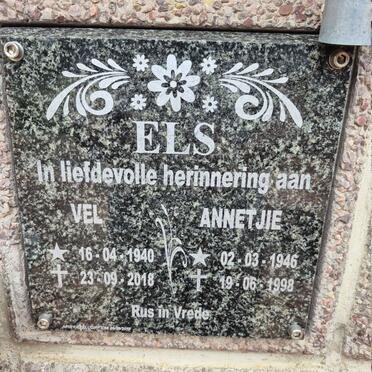 ELS
In liefdevolle herinnering aan
VEL ANNETJIE
16-04-1940 02-03-1946
23-09-2018 19-06-1998
Rus in Vrede